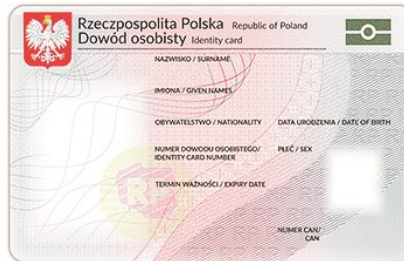 Rzeczpospolita Polska Republic of Poland
Dowód osobisty Identity card
NAZWISKO / SURNAME
IMIONA / GIVEN NAMES
OBYWATELSTWO / NATIONALITY DATA URODZENIA / DATE OF BIRTH
NUMER DOWODU OSOBISTEGO/ PŁEĆ / SEX
IDENTITY CARD NUMBER
TERMIN WAŻNOŚCI / EXPIRY DATE
RP
NUMER CAN/
CAN